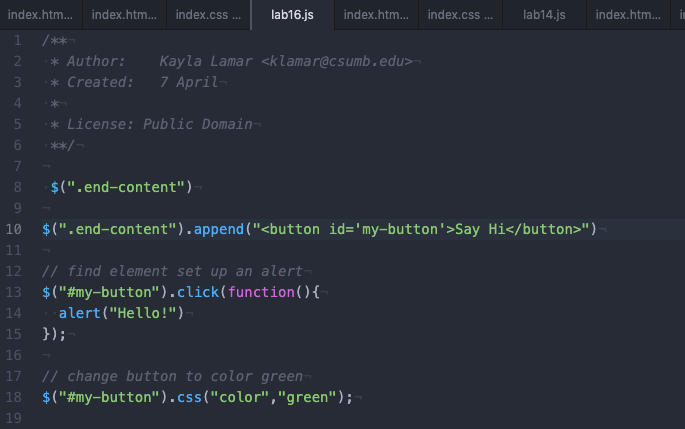 index.htm... index.htm... index.css ... lab16.js index.htm... index.css ... lab14.js index.htm...
1 /**
2 * Author: Kayla Lamar <klamar@csumb.edu>
3 * Created: 7 April
4 *
5 * License: Public Domain
6 **/
7
8 $(".end-content")
9
10 $(".end-content").append("<button id='my-button'>Say Hi</button>")
11
12 // find element set up an alert
13 $("#my-button").click(function(){
14 alert("Hello!")
15 });
16
17 // change button to color green
18 $("#my-button").css("color","green");
19